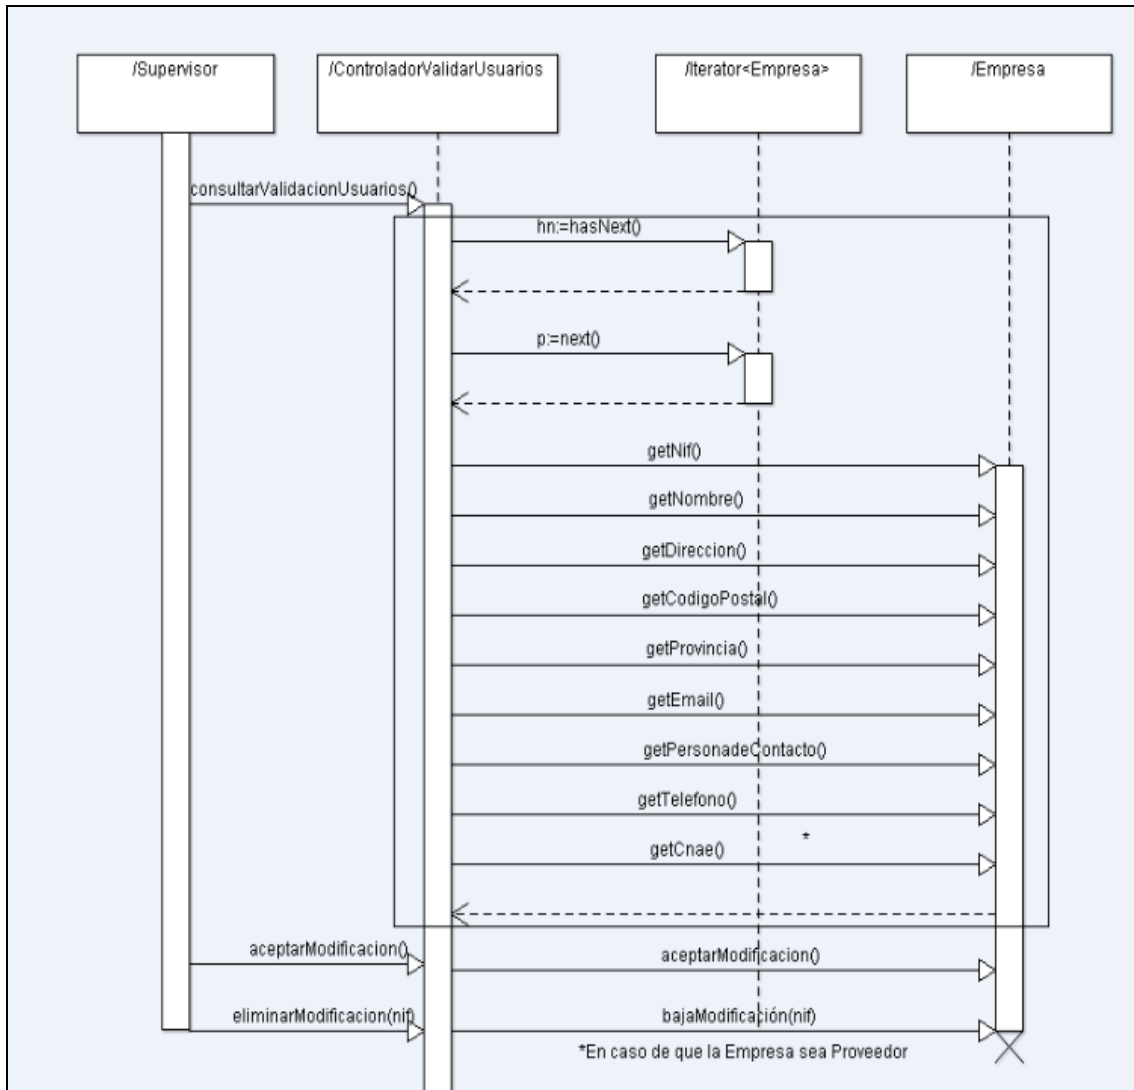 /Supervisor
/ControladorValidarUsuarios
/Iterator<Empresa>
/Empresa
consultarValidacionUsuarios()
hn:=hasNext()
p:=next()
getNif()
getNombre()
getDireccion()
getCodigoPostal()
getProvincia()
getEmail()
getPersonadeContacto()
getTelefono()
*
getCnae()
aceptarModificacion()
aceptarModificacion()
eliminarModificacion(nif)
bajaModificación(nif)
*En caso de que la Empresa sea Proveedor